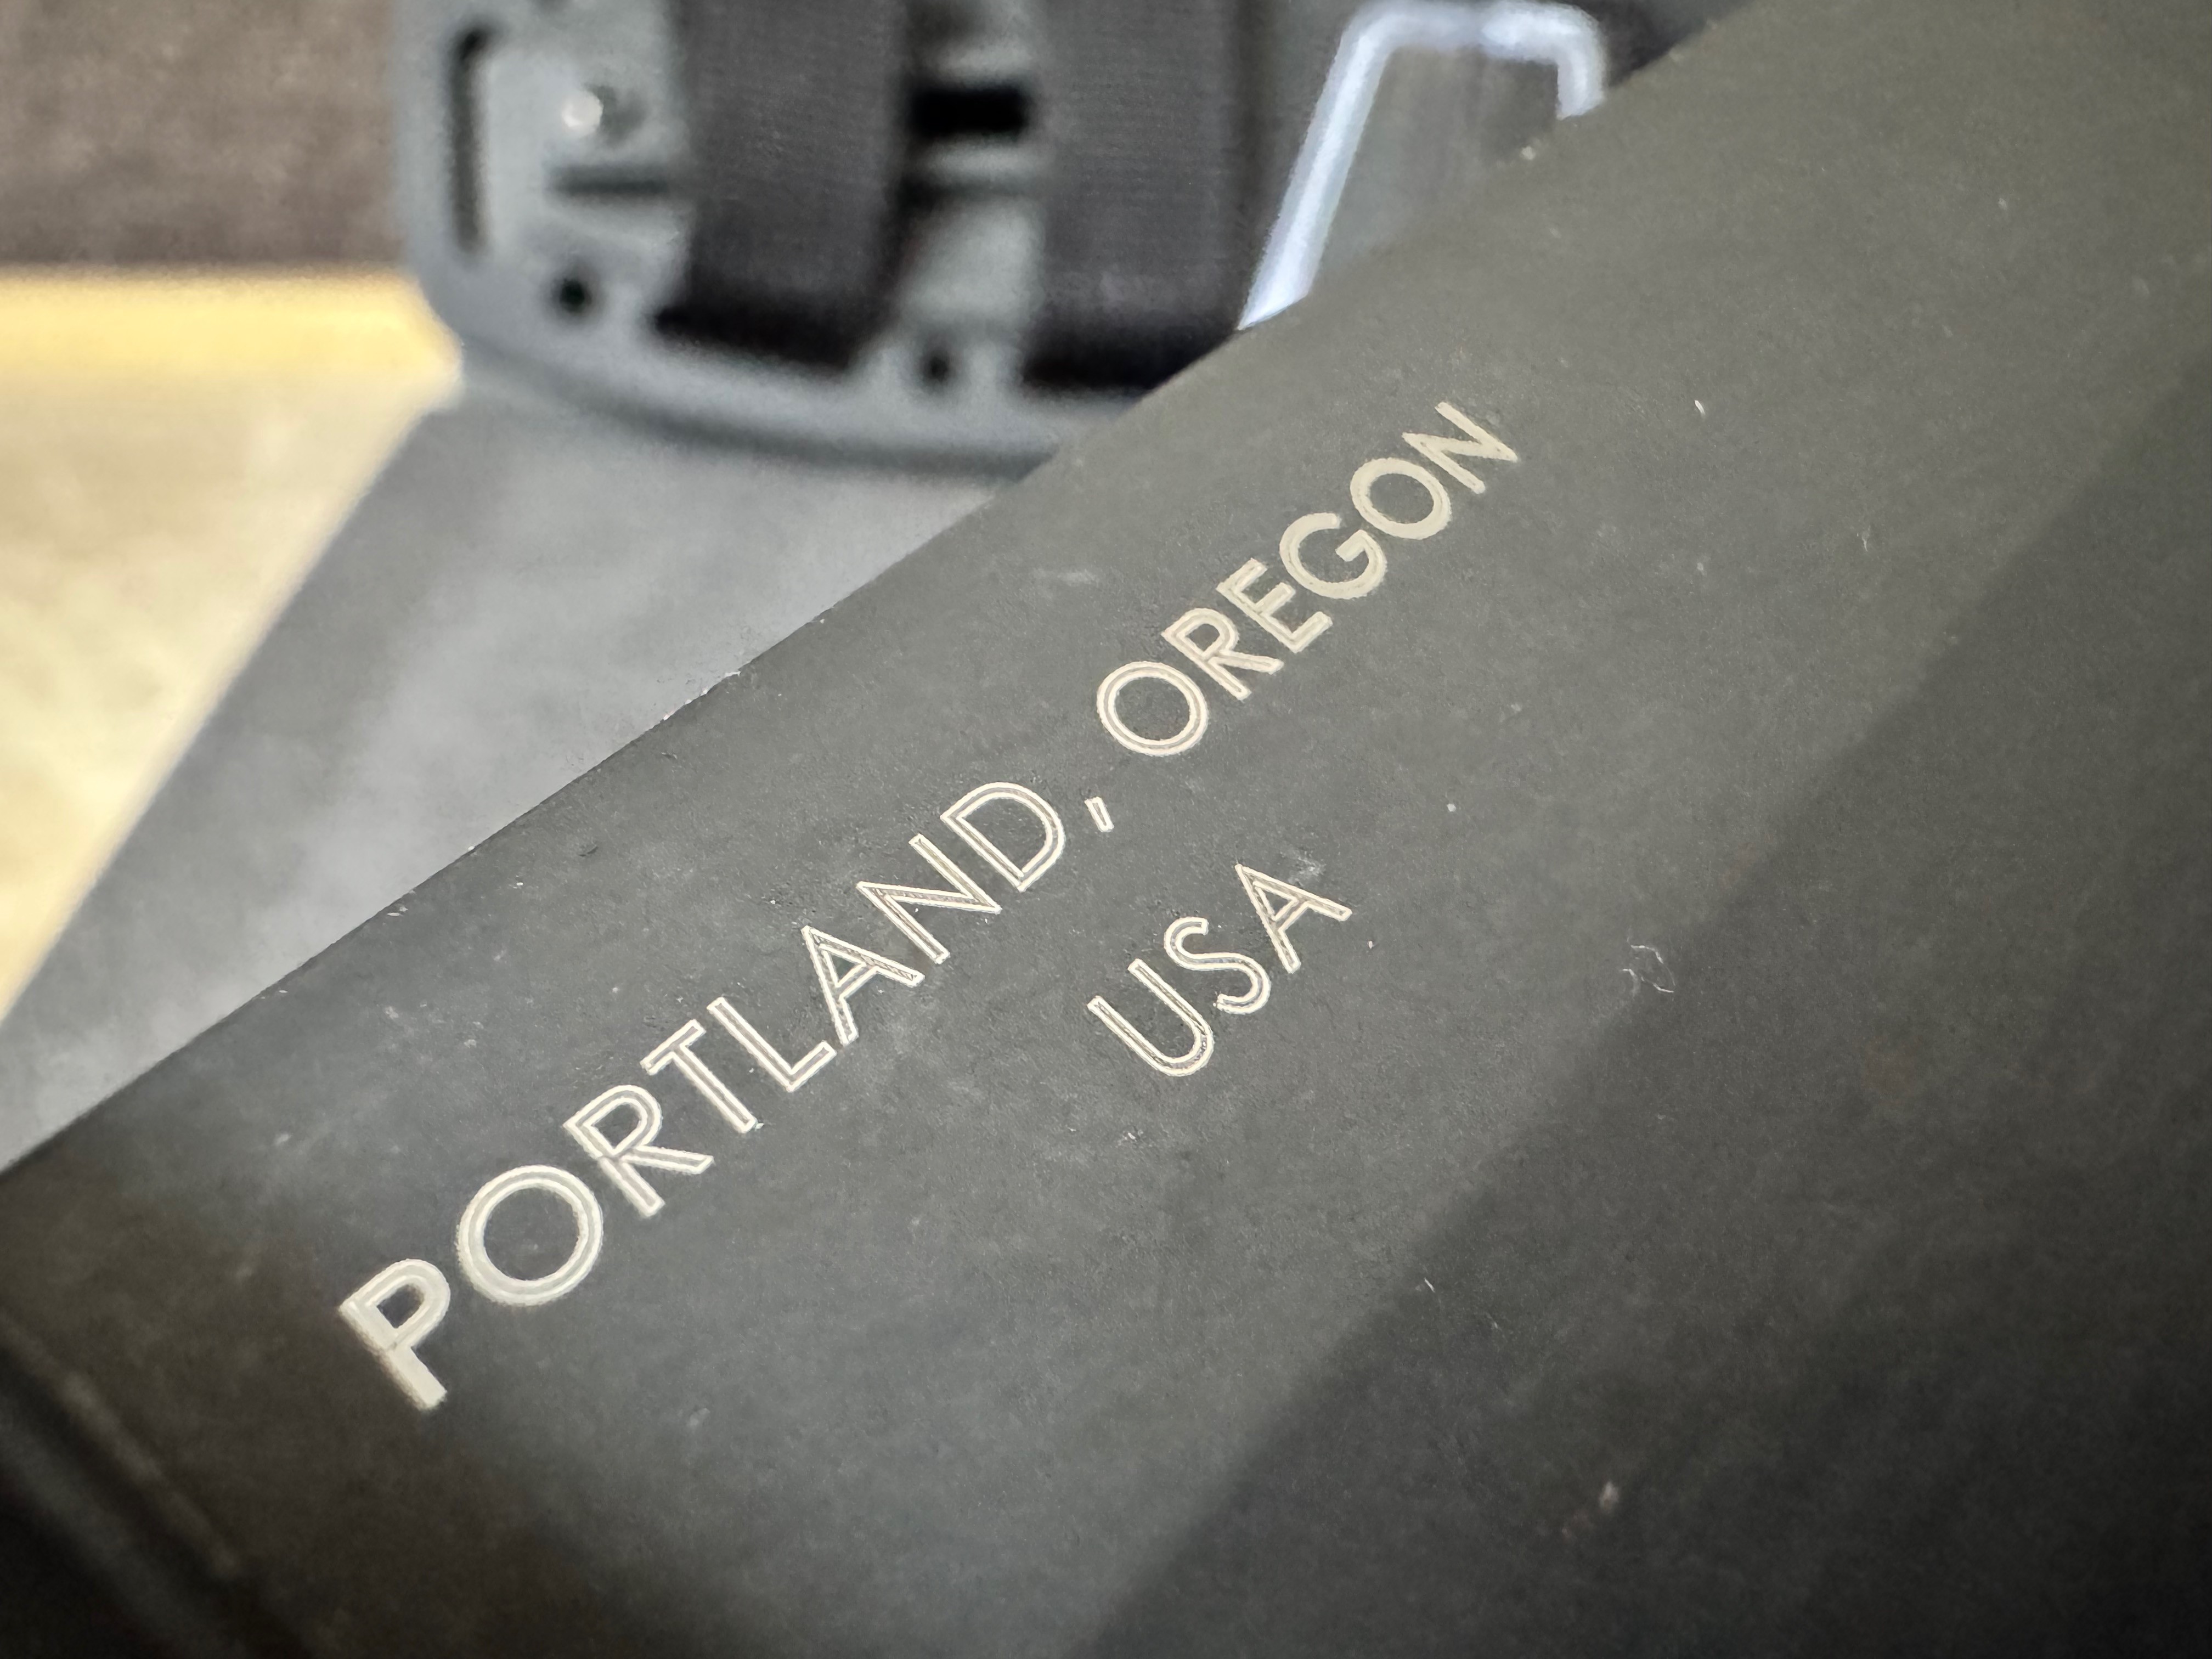 PORTLAND, OREGON
USA